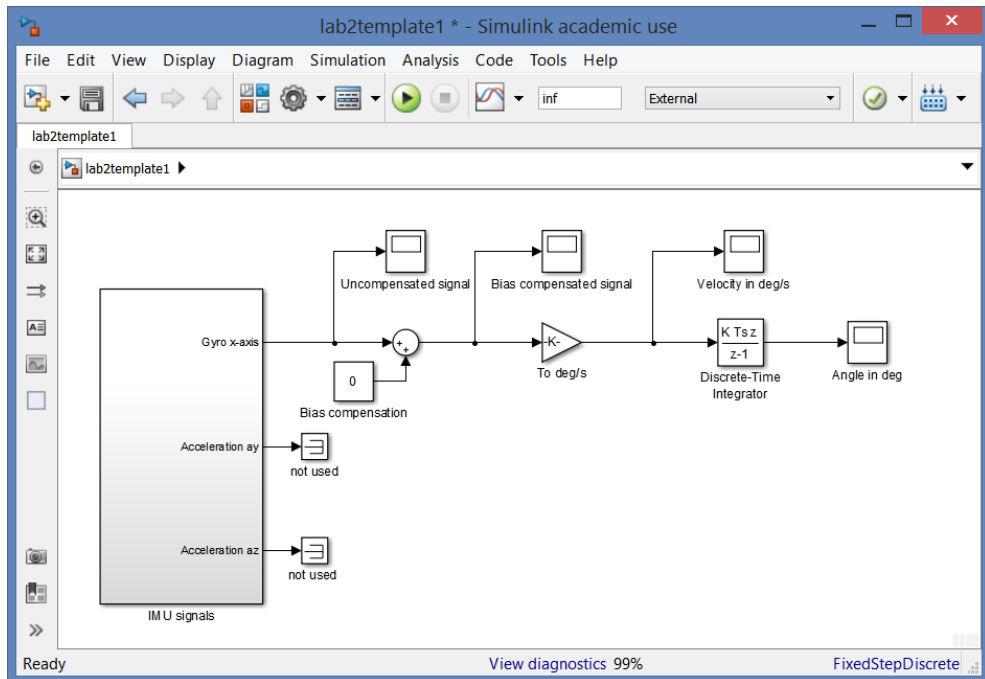 lab2template1 * - Simulink academic use
File Edit View Display Diagram Simulation Analysis Code Tools Help
inf External
lab2template1
lab2template1
Uncompensated signal Bias compensated signal Velocity in deg/s
Gyro x-axis
+
+
-K-
K Ts z
z-1
To deg/s
Discrete-Time
Integrator
Angle in deg
0
Bias compensation
Acceleration ay
not used
Acceleration az
not used
IMU signals
Ready View diagnostics 99% FixedStepDiscrete